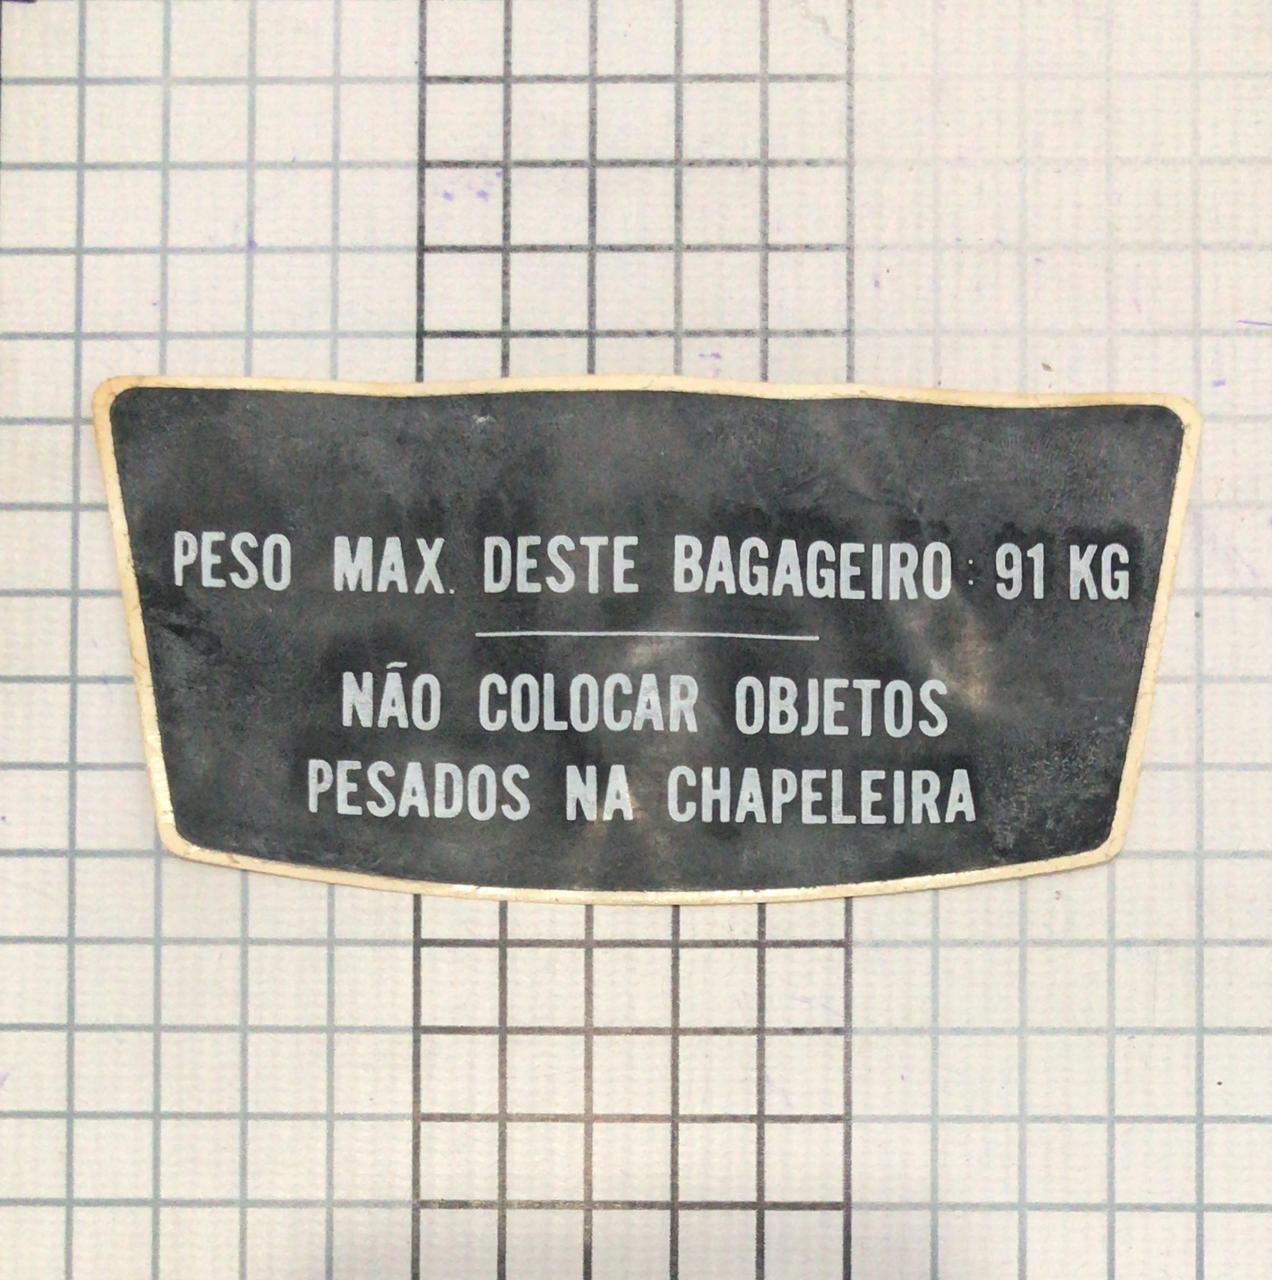 PESO MAX. DESTE BAGAGEIRO : 91 KG
NÃO COLOCAR OBJETOS
PESADOS NA CHAPELEIRA